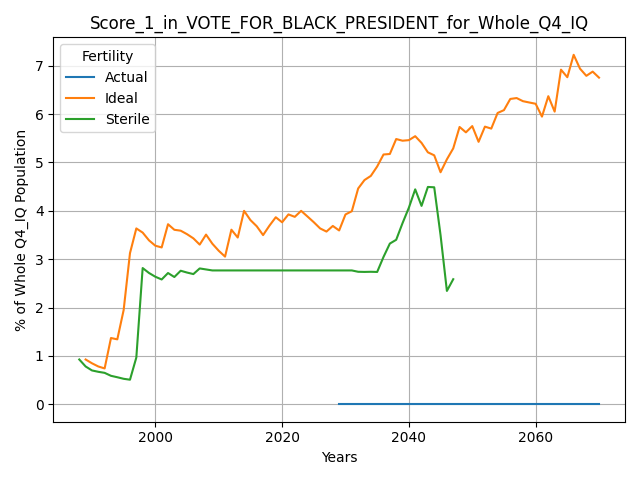 Score_1_in_VOTE_FOR_BLACK_PRESIDENT_for_Whole_Q4_IQ
Fertility
Actual
Ideal
Sterile
% of Whole Q4_IQ Population
7
6
5
4
3
2
1
0
2000 2020 2040 2060
Years